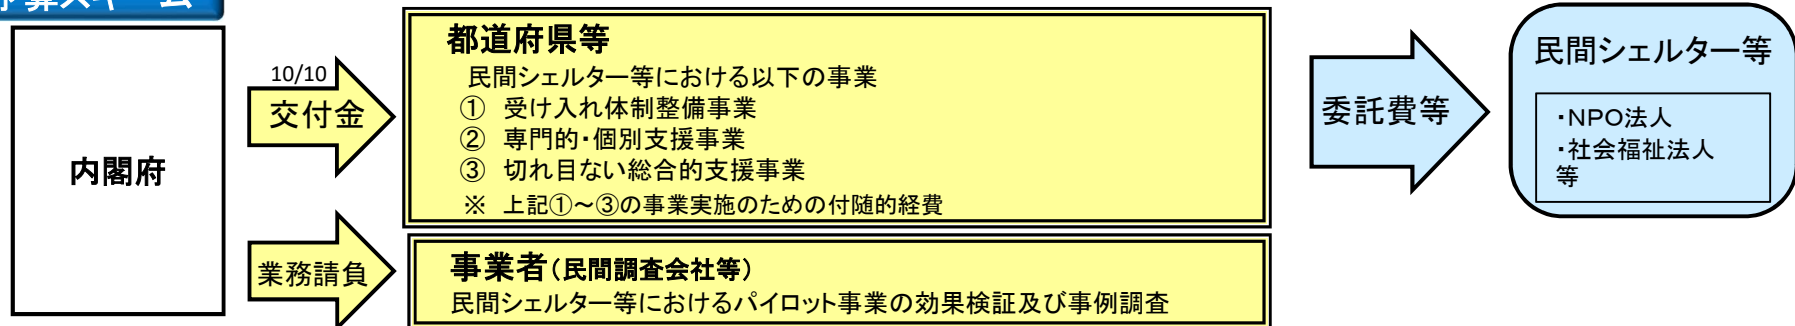 予算スキーム
内閣府
10/10
交付金
都道府県等
民間シェルター等における以下の事業
① 受け入れ体制整備事業
② 専門的・個別支援事業
③ 切れ目ない総合的支援事業
※ 上記①～③の事業実施のための付随的経費
委託費等
民間シェルター等
・NPO法人
・社会福祉法人
等
業務請負
事業者（民間調査会社等）
民間シェルター等におけるパイロット事業の効果検証及び事例調査